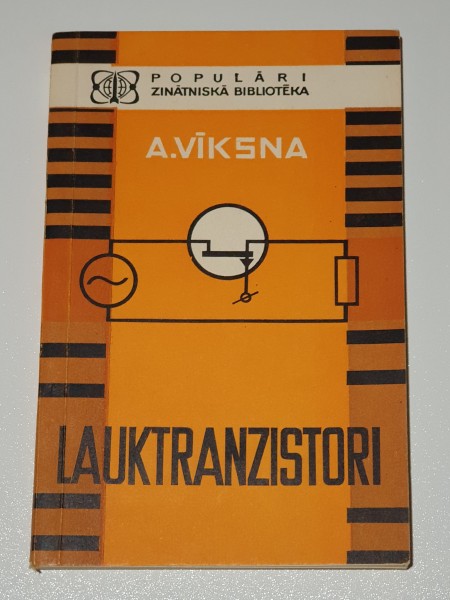 POPULĀRI
ZINĀTNISKĀ BIBLIOTĒKA
A.VĪKSNA
LAUKTRANZISTORI